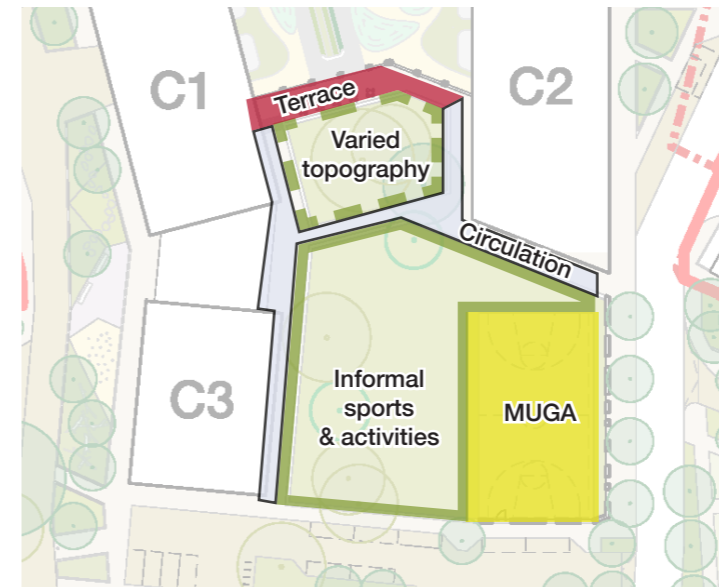 C1
C2
Terrace
Varied
topography
Circulation
C3
Informal
sports
& activities
MUGA